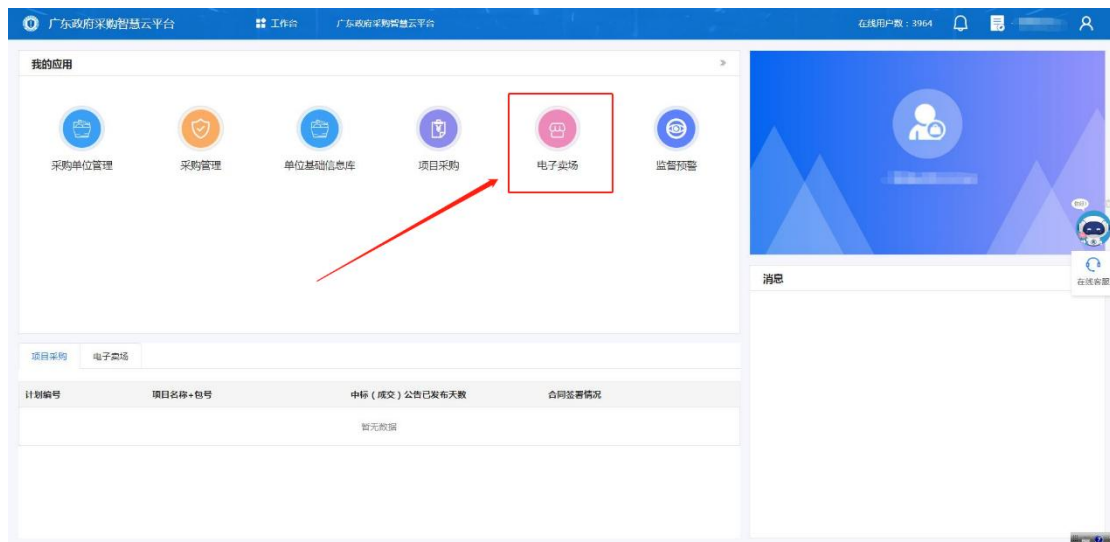 广东政府采购智慧云平台
工作台
广东政府采购智慧云平台
在线用户数：3964
我的应用
采购单位管理
采购管理
单位基础信息库
项目采购
电子卖场
监督预警
在线客服
消息
项目采购 电子卖场
计划编号 项目名称+包号 中标（成交）公告已发布天数 合同签署情况
暂无数据